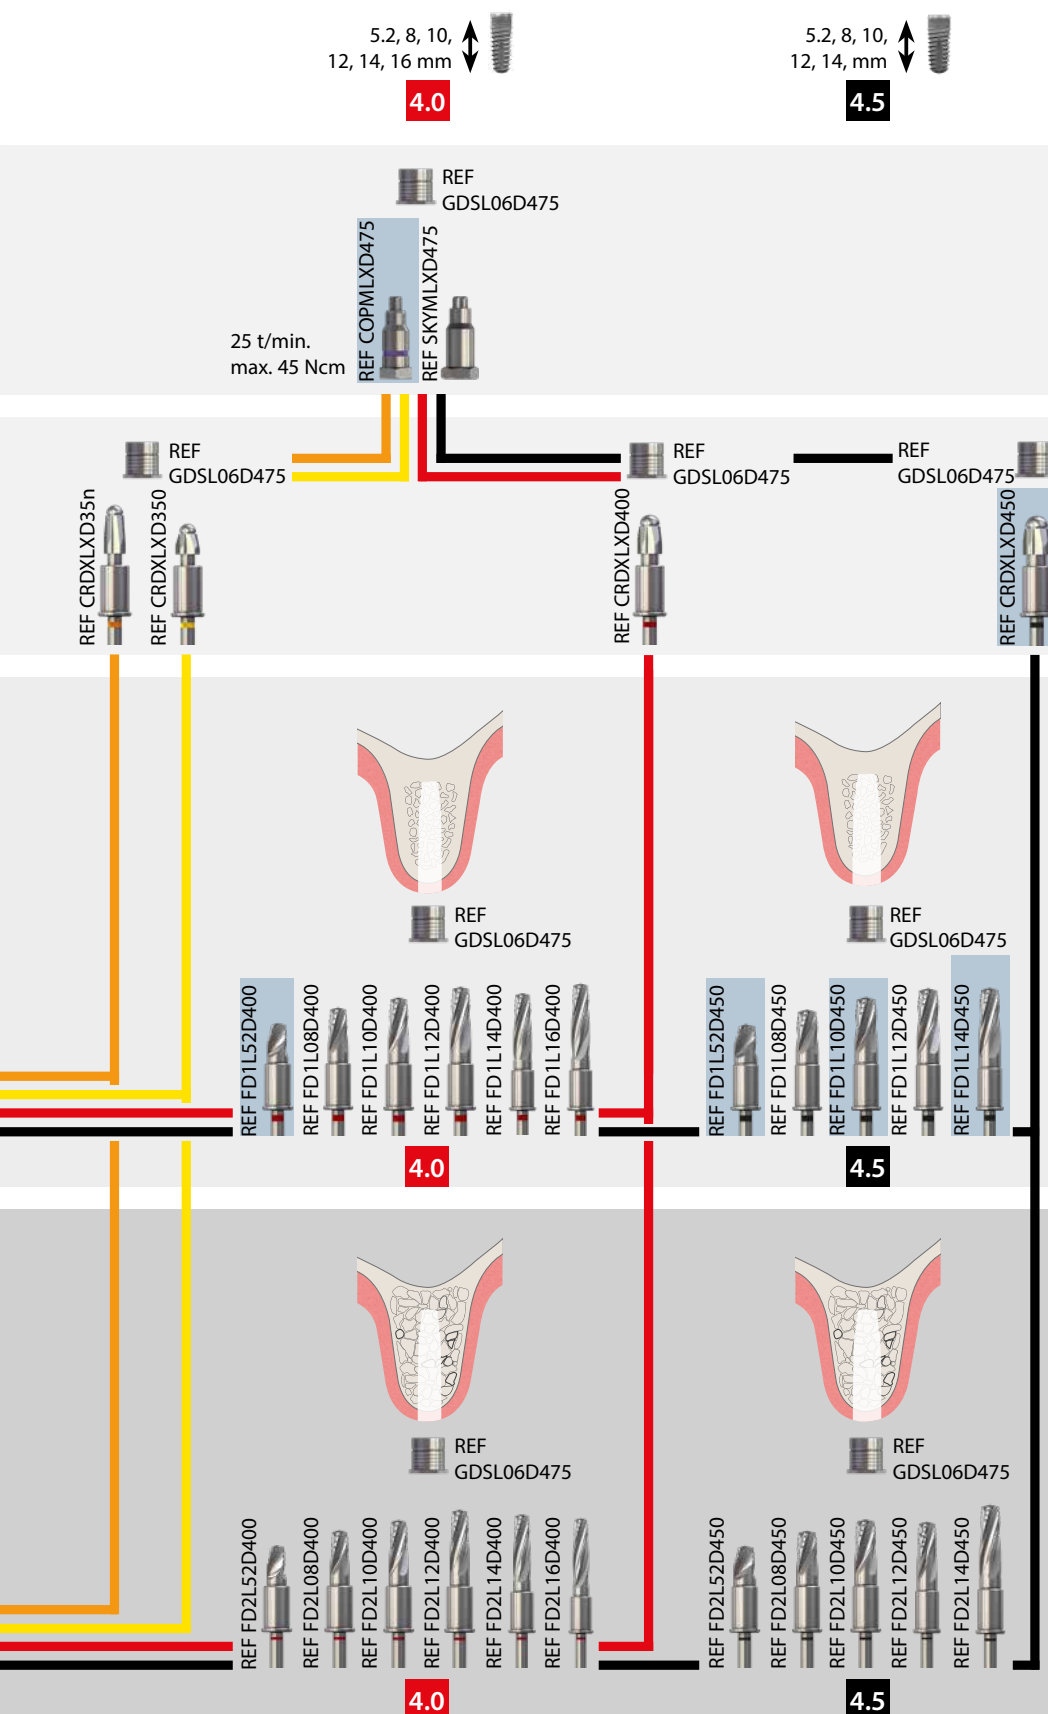 5.2, 8, 10,
12, 14, 16 mm
4.0
5.2, 8, 10,
12, 14, mm
4.5
REF
GDSL06D475
REF COPMLXD475
REF SKYMLXD475
25 t/min.
max. 45 Ncm
REF
GDSL06D475
REF
GDSL06D475
REF
GDSL06D475
REF CRDXLXD35n
REF CRDXLXD350
REF CRDXLXD400
REF CRDXLXD450
REF
GDSL06D475
REF
GDSL06D475
REF FD1L52D400
REF FD1L08D400
REF FD1L10D400
REF FD1L12D400
REF FD1L14D400
REF FD1L16D400
REF FD1L52D450
REF FD1L08D450
REF FD1L10D450
REF FD1L12D450
REF FD1L14D450
4.0
4.5
REF
GDSL06D475
REF
GDSL06D475
REF FD2L52D400
REF FD2L08D400
REF FD2L10D400
REF FD2L12D400
REF FD2L14D400
REF FD2L16D400
REF FD2L52D450
REF FD2L08D450
REF FD2L10D450
REF FD2L12D450
REF FD2L14D450
4.0
4.5